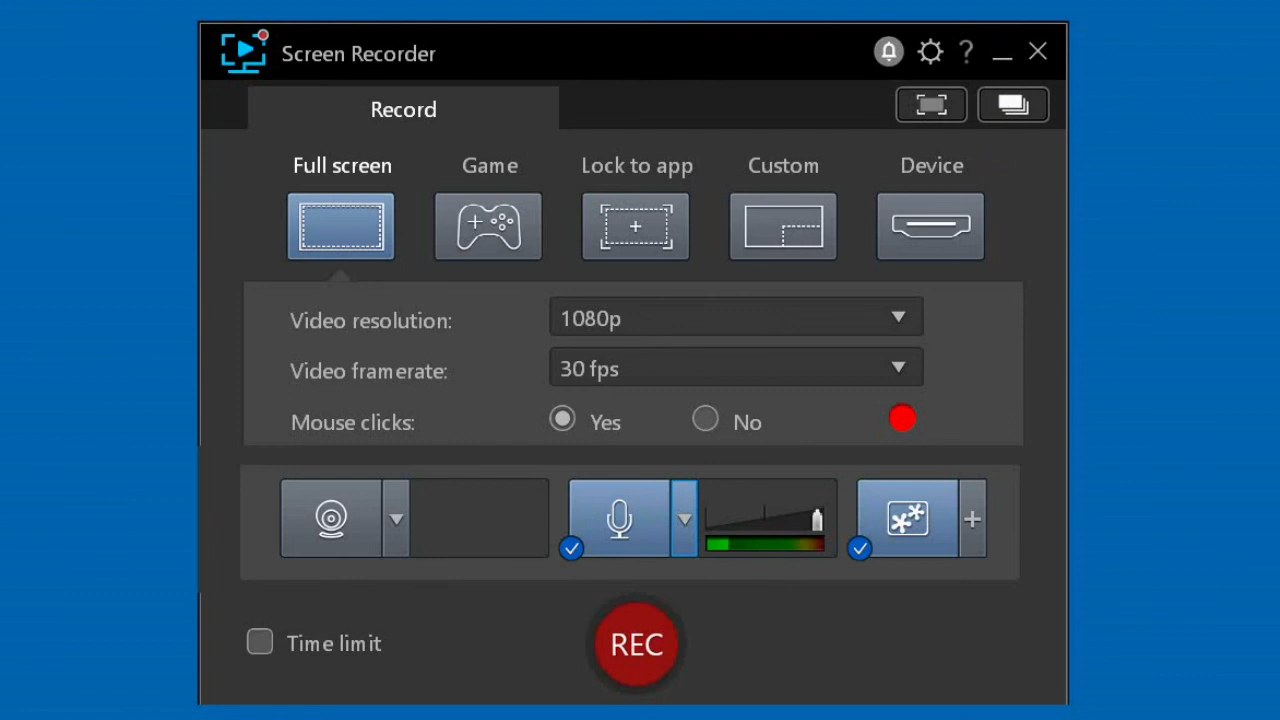 Screen Recorder
Record
Full screen Game Lock to app Custom Device
Video resolution: 1080p
Video framerate: 30 fps
Mouse clicks: Yes No
Time limit REC